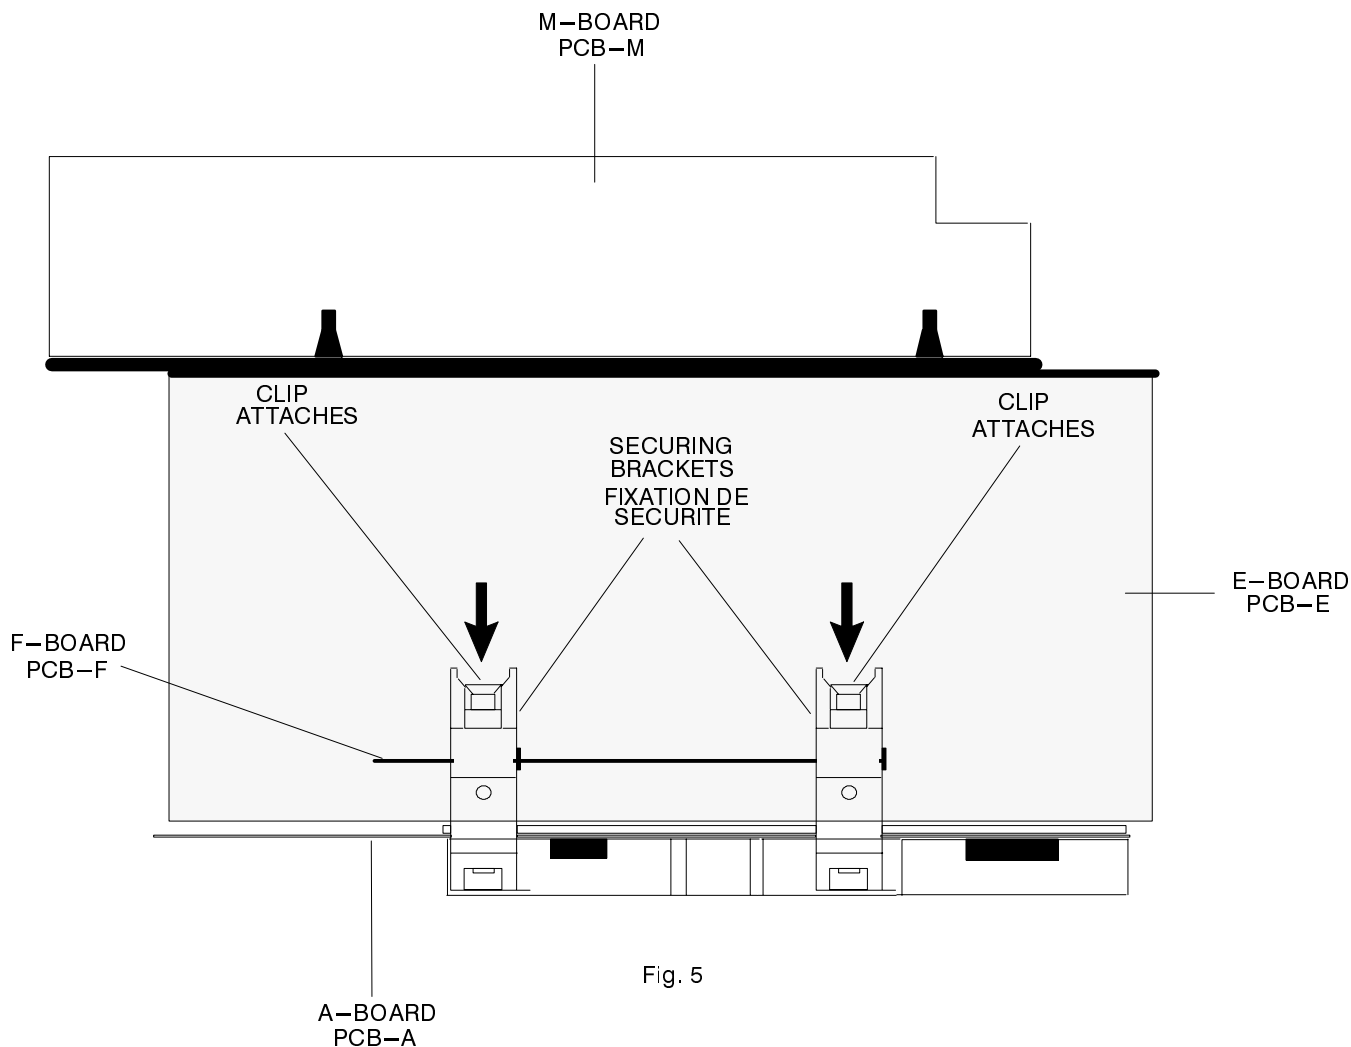 M–BOARD
PCB–M
CLIP
ATTACHES
CLIP
ATTACHES
SECURING
BRACKETS
FIXATION DE
SECURITE
E–BOARD
PCB–E
F–BOARD
PCB–F
Fig. 5
A–BOARD
PCB–A